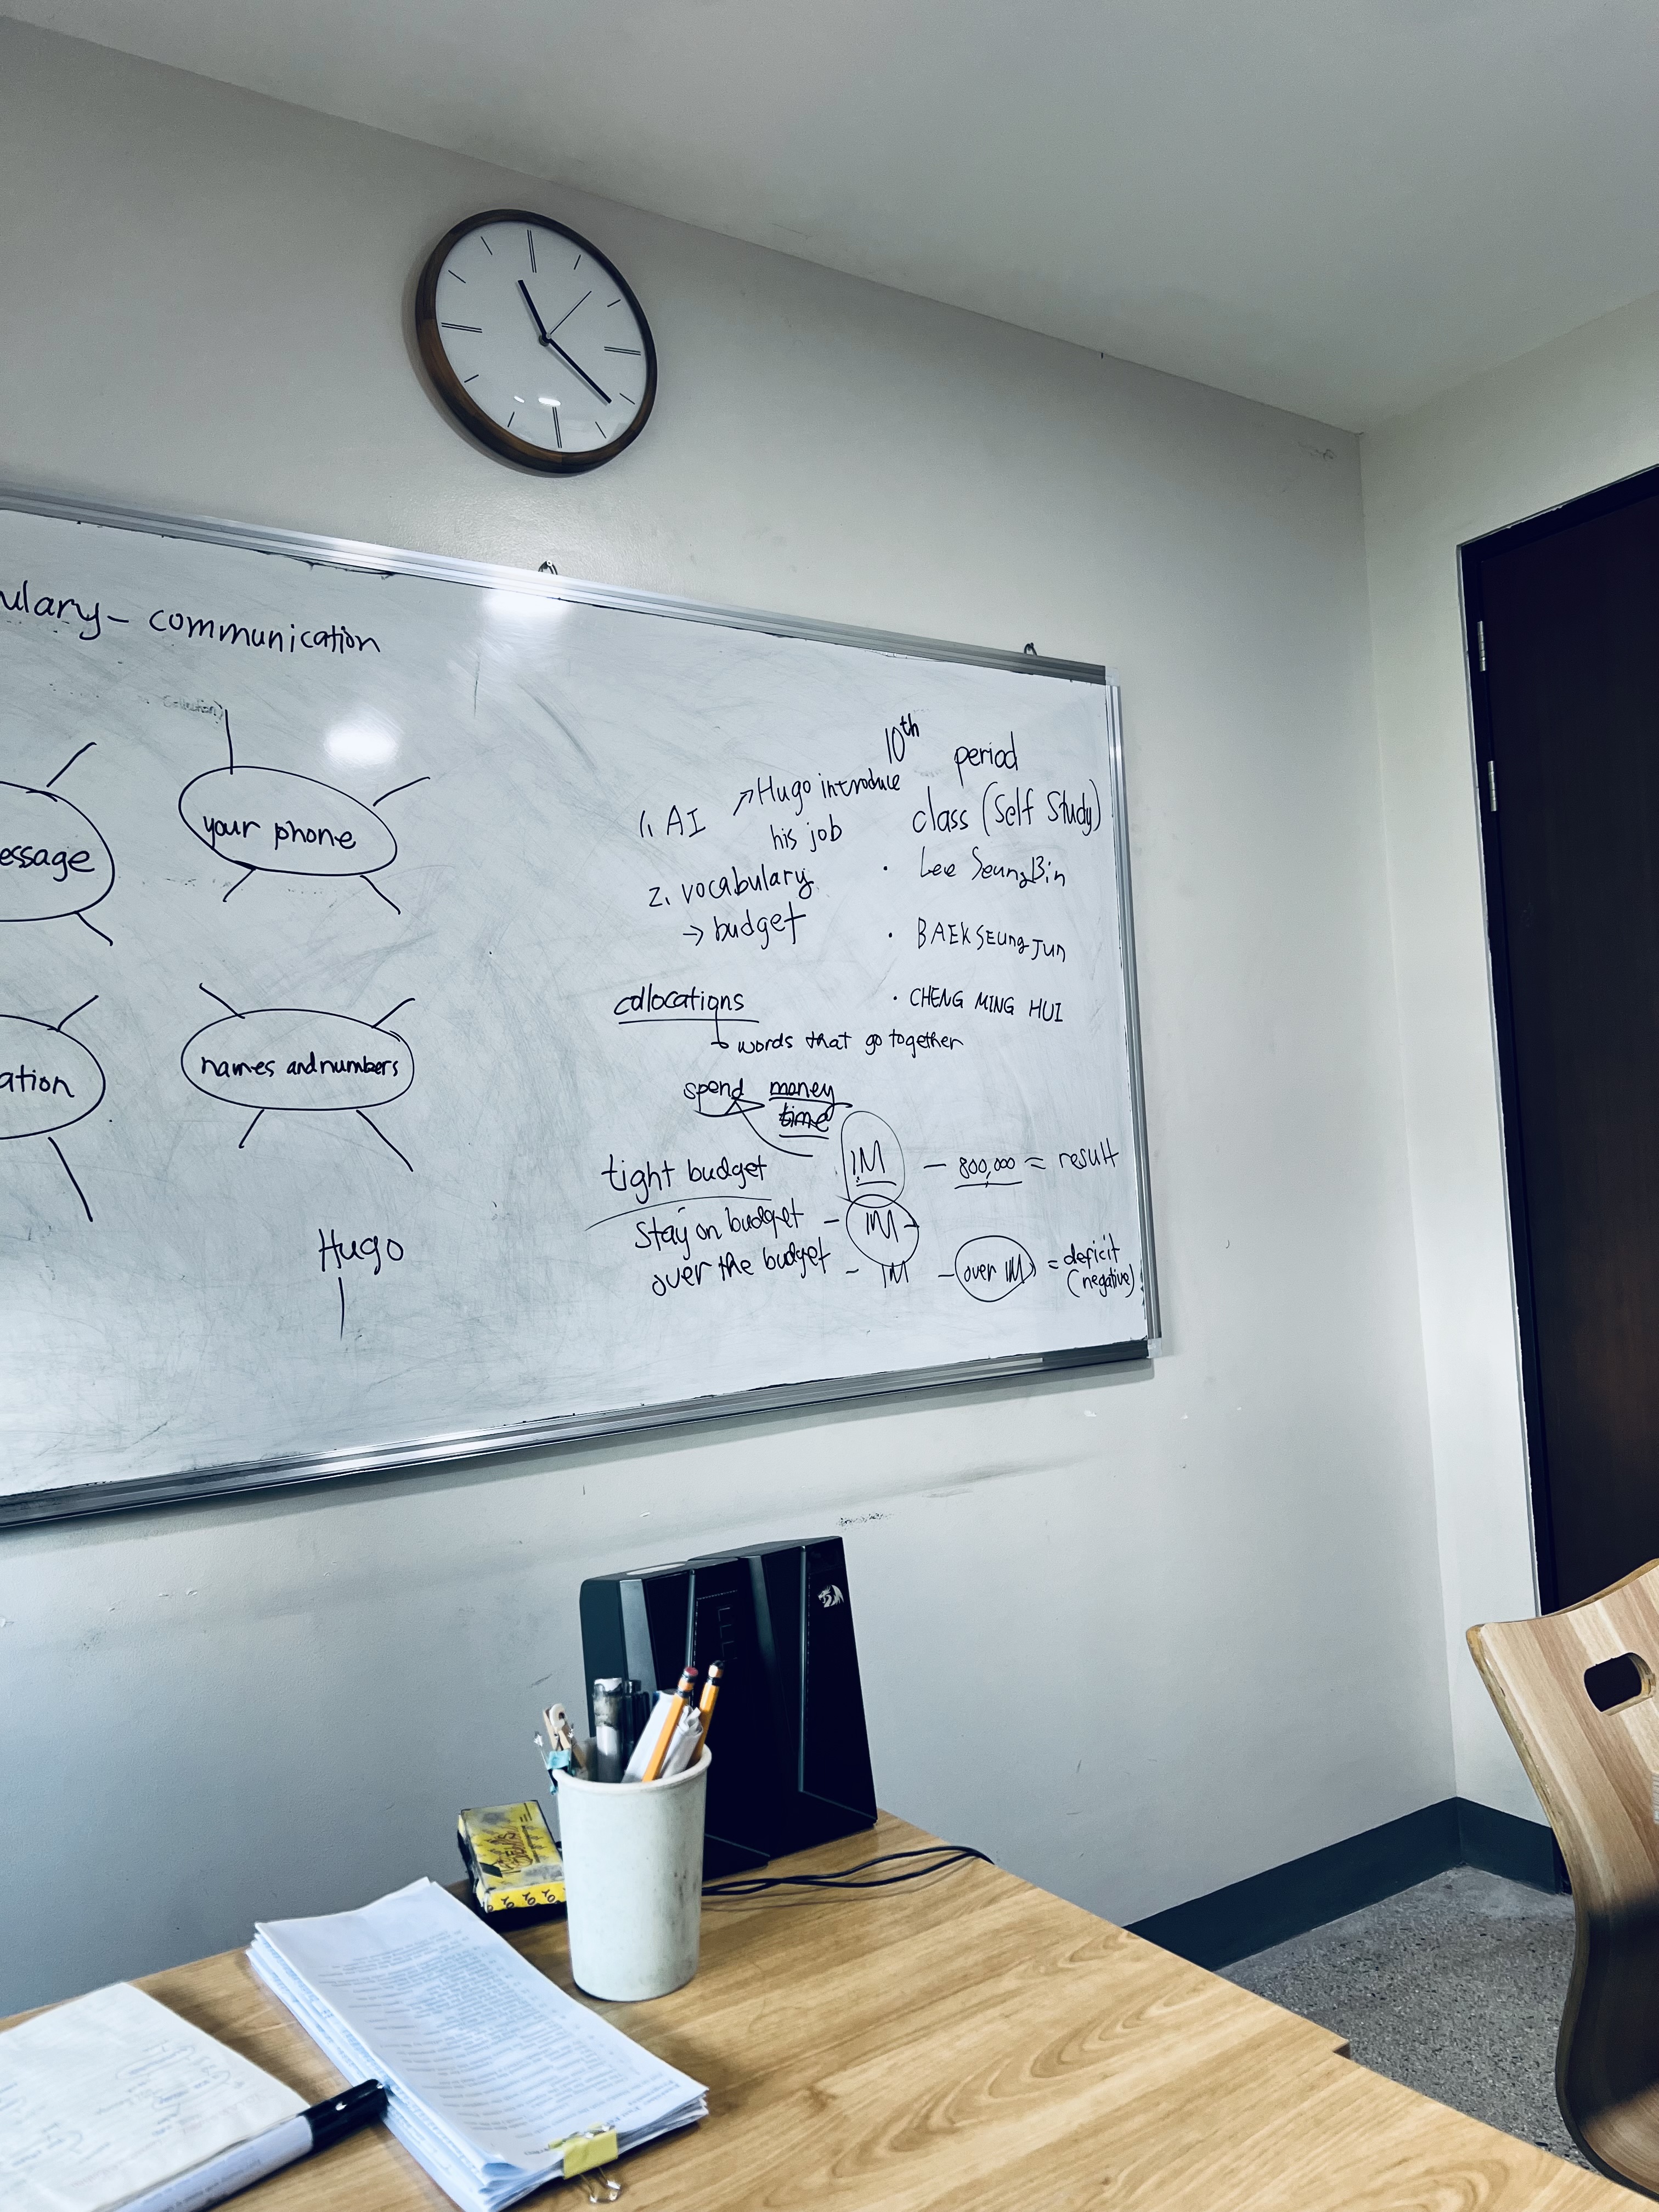 ulary - communication
essage
your phone
ation
names and numbers
Hugo
10th period
class (Self Study)
• Lee SeungBin
• BAEK SEung Jun
• CHENG MING HUI
1. AI ↗ Hugo introduce
his job
2. vocabulary
→ budget
collocations
↳ words that go together
spend money
time
tight budget 1M - 800,000 = result
Stay on budget - 1M -
over the budget - 1M - over 1M = deficit
(negative)